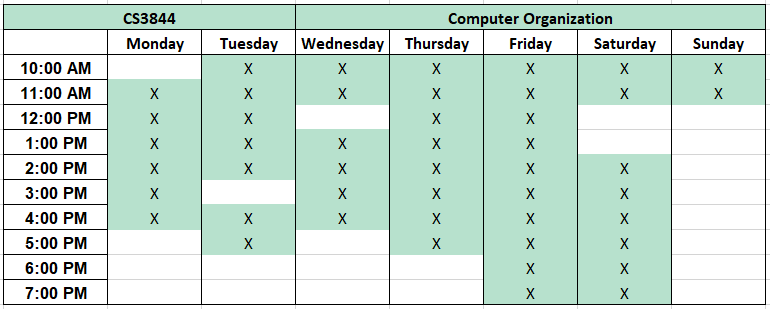 CS3844 Computer Organization
Monday Tuesday Wednesday Thursday Friday Saturday Sunday
10:00 AM X X X X X X
11:00 AM X X X X X X X
12:00 PM X X X X
1:00 PM X X X X X
2:00 PM X X X X X X
3:00 PM X X X X X
4:00 PM X X X X X X
5:00 PM X X X X
6:00 PM X X
7:00 PM X X